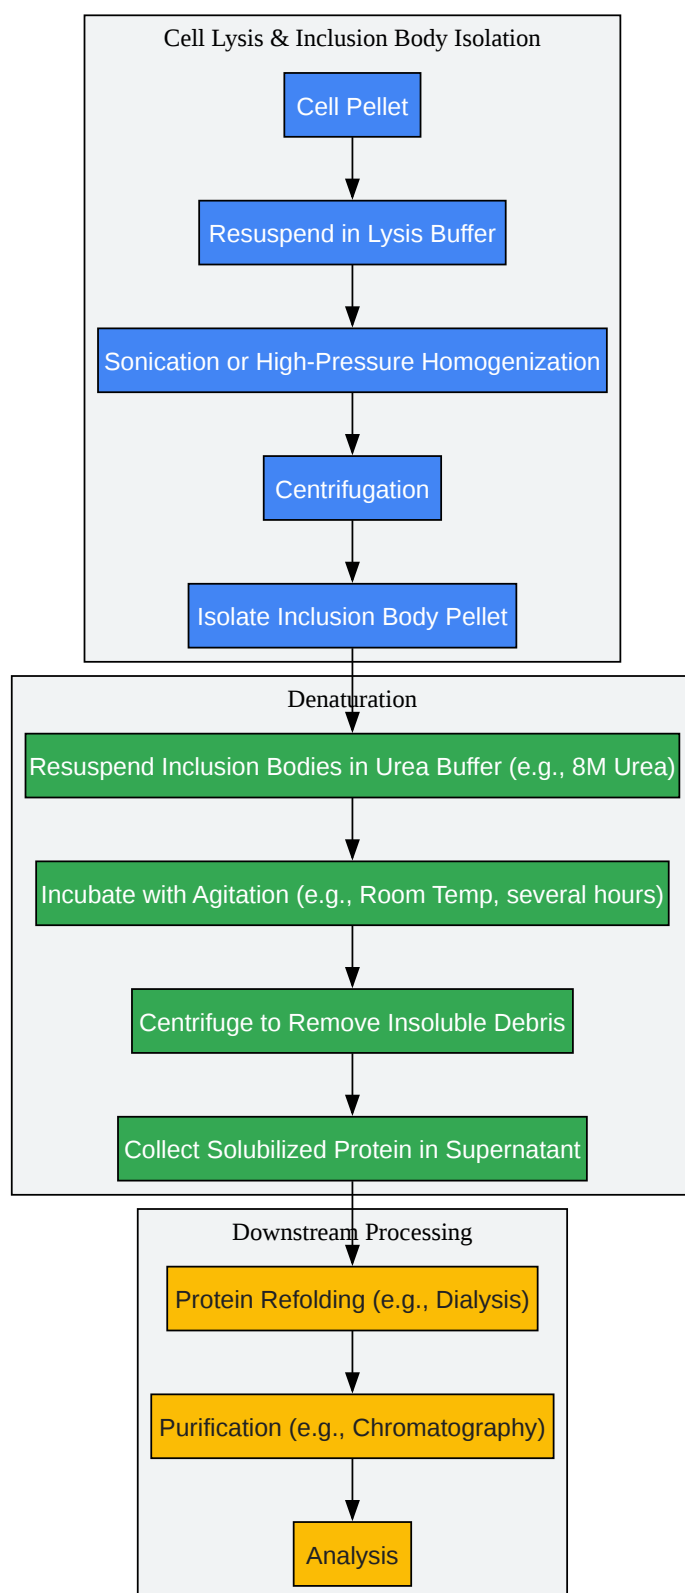 Cell Lysis & Inclusion Body Isolation
Cell Pellet
Resuspend in Lysis Buffer
Sonication or High-Pressure Homogenization
Centrifugation
Isolate Inclusion Body Pellet
Denaturation
Resuspend Inclusion Bodies in Urea Buffer (e.g., 8M Urea)
Incubate with Agitation (e.g., Room Temp, several hours)
Centrifuge to Remove Insoluble Debris
Collect Solubilized Protein in Supernatant
Downstream Processing
Protein Refolding (e.g., Dialysis)
Purification (e.g., Chromatography)
Analysis